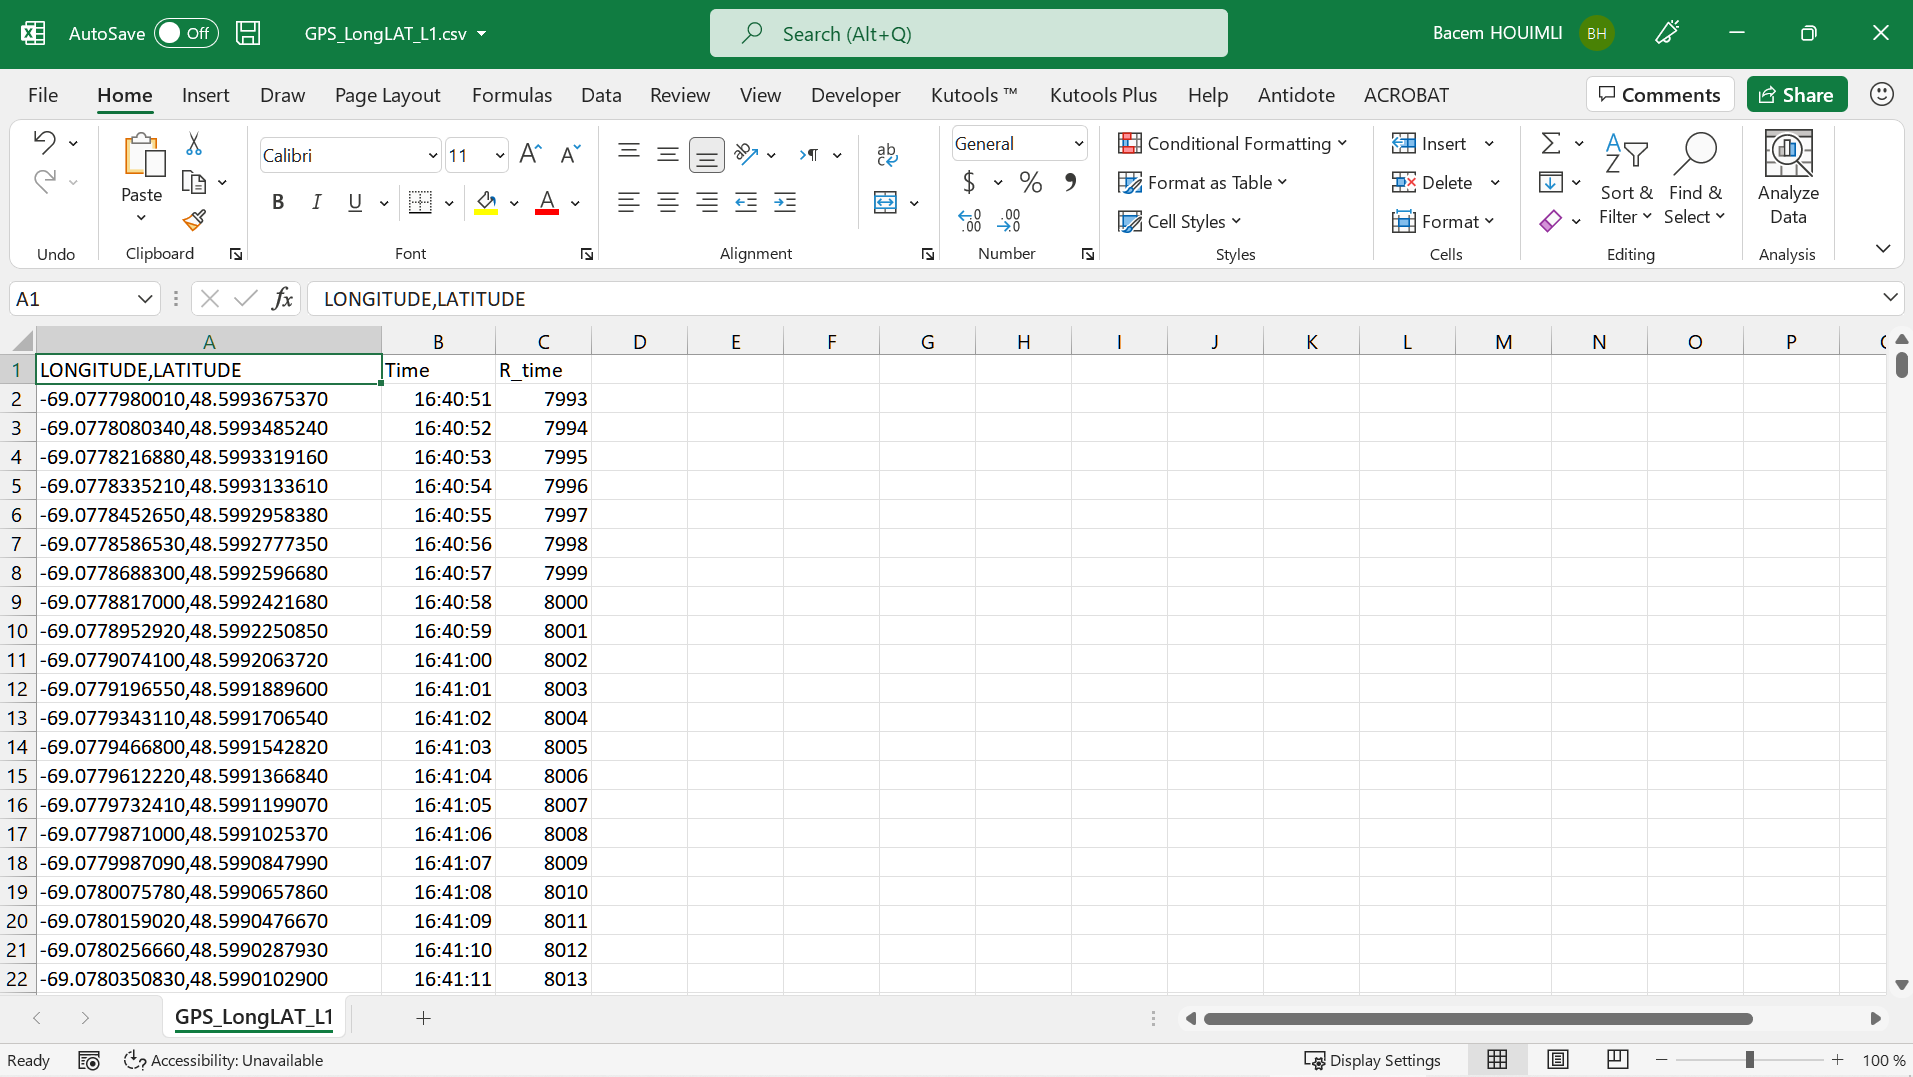 AutoSave Off GPS_LongLAT_L1.csv Search (Alt+Q) Bacem HOUIMLI BH
File Home Insert Draw Page Layout Formulas Data Review View Developer Kutools ™ Kutools Plus Help Antidote ACROBAT Comments Share
Calibri 11 General Conditional Formatting Insert
Paste Format as Table Delete Sort & Filter Find & Select Analyze Data
B I U Cell Styles Format
Undo Clipboard Font Alignment Number Styles Cells Editing Analysis
A1 fx LONGITUDE,LATITUDE
A B C D E F G H I J K L M N O P
1 LONGITUDE,LATITUDE Time R_time
2 -69.0777980010,48.5993675370 16:40:51 7993
3 -69.0778080340,48.5993485240 16:40:52 7994
4 -69.0778216880,48.5993319160 16:40:53 7995
5 -69.0778335210,48.5993133610 16:40:54 7996
6 -69.0778452650,48.5992958380 16:40:55 7997
7 -69.0778586530,48.5992777350 16:40:56 7998
8 -69.0778688300,48.5992596680 16:40:57 7999
9 -69.0778817000,48.5992421680 16:40:58 8000
10 -69.0778952920,48.5992250850 16:40:59 8001
11 -69.0779074100,48.5992063720 16:41:00 8002
12 -69.0779196550,48.5991889600 16:41:01 8003
13 -69.0779343110,48.5991706540 16:41:02 8004
14 -69.0779466800,48.5991542820 16:41:03 8005
15 -69.0779612220,48.5991366840 16:41:04 8006
16 -69.0779732410,48.5991199070 16:41:05 8007
17 -69.0779871000,48.5991025370 16:41:06 8008
18 -69.0779987090,48.5990847990 16:41:07 8009
19 -69.0780075780,48.5990657860 16:41:08 8010
20 -69.0780159020,48.5990476670 16:41:09 8011
21 -69.0780256660,48.5990287930 16:41:10 8012
22 -69.0780350830,48.5990102900 16:41:11 8013
GPS_LongLAT_L1
Ready Accessibility: Unavailable Display Settings 100 %